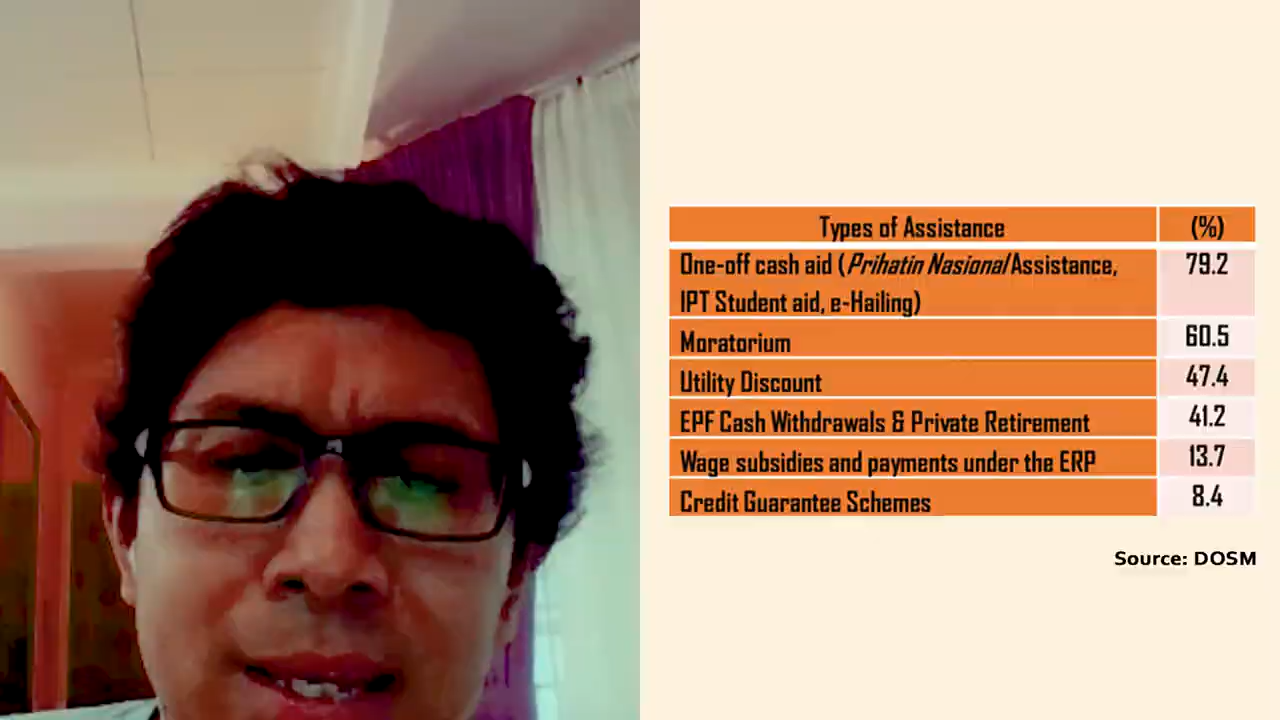 Types of Assistance (%)
One-off cash aid (Prihatin Nasional Assistance, 79.2
IPT Student aid, e-Hailing)
Moratorium 60.5
Utility Discount 47.4
EPF Cash Withdrawals & Private Retirement 41.2
Wage subsidies and payments under the ERP 13.7
Credit Guarantee Schemes 8.4
Source: DOSM